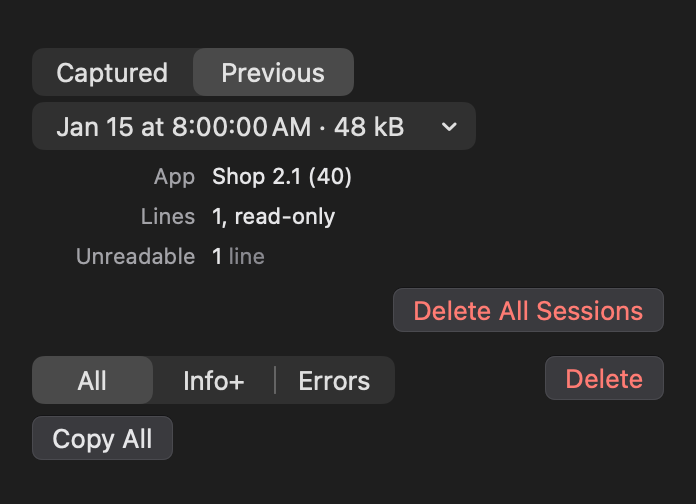 Captured Previous
Jan 15 at 8:00:00 AM · 48 kB
App Shop 2.1 (40)
Lines 1, read-only
Unreadable 1 line
Delete All Sessions
All Info+ Errors Delete
Copy All